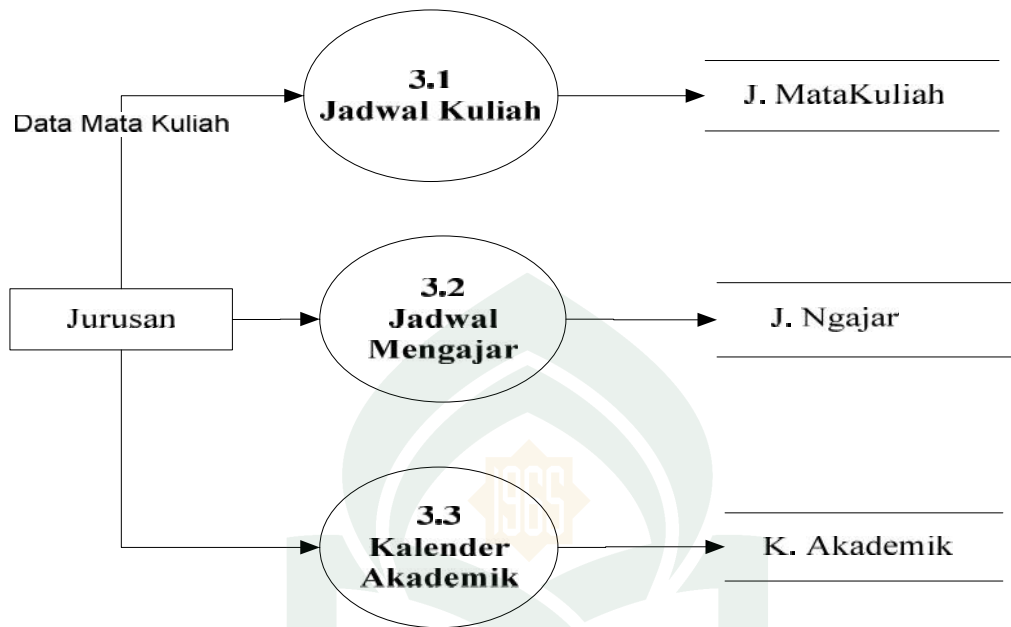 3.1
Jadwal Kuliah
J. MataKuliah
Data Mata Kuliah
Jurusan
3.2
Jadwal
Mengajar
J. Ngajar
1965
3.3
Kalender
Akademik
K. Akademik